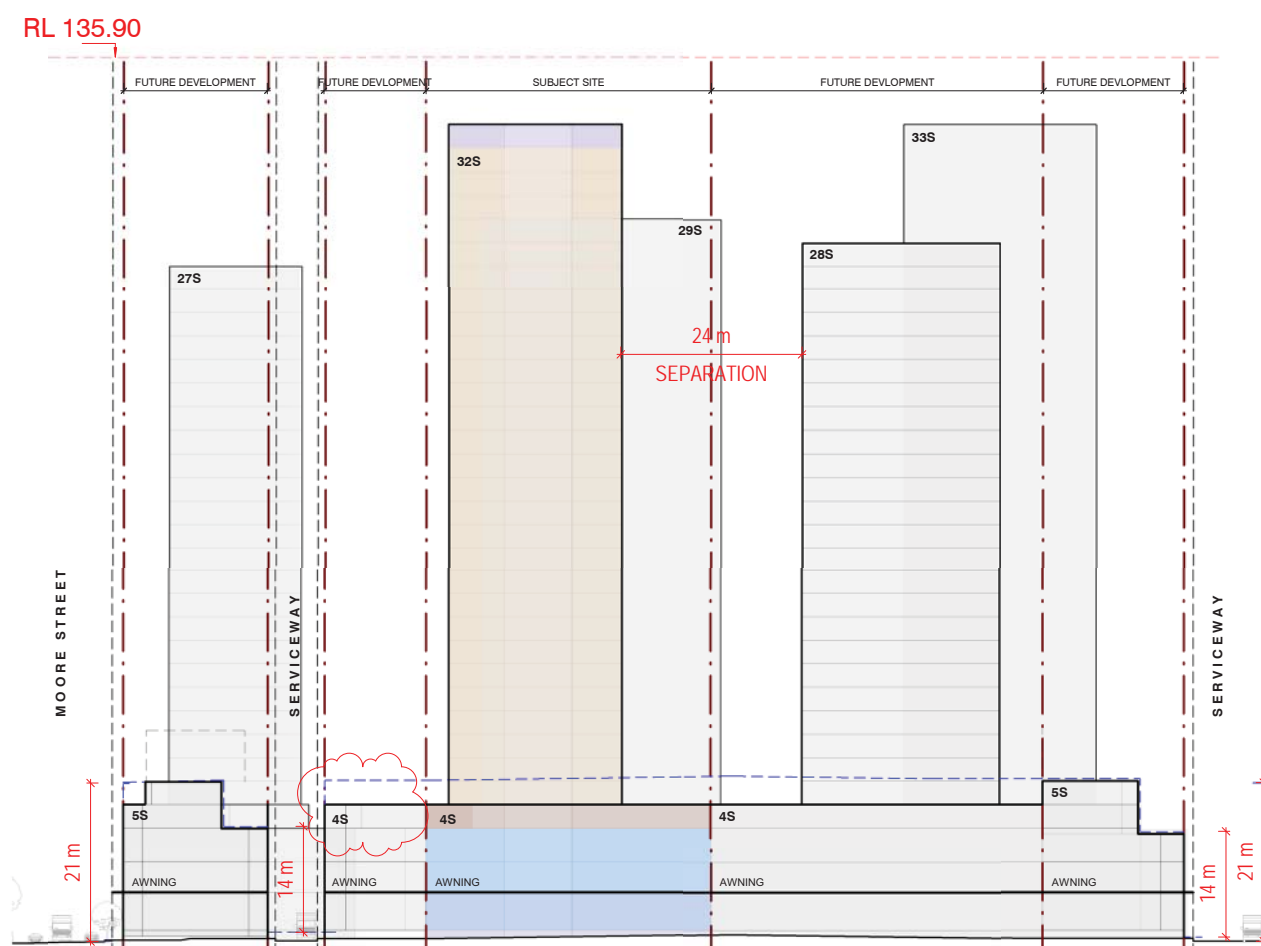 RL 135.90
FUTURE DEVELOPMENT
FUTURE DEVLOPMENT
SUBJECT SITE
FUTURE DEVLOPMENT
FUTURE DEVLOPMENT
33S
32S
29S
28S
27S
24 m
SEPARATION
MOORE STREET
SERVICEWAY
SERVICEWAY
5S
5S
4S
4S
4S
21 m
14 m
14 m
21 m
AWNING
AWNING
AWNING
AWNING
AWNING